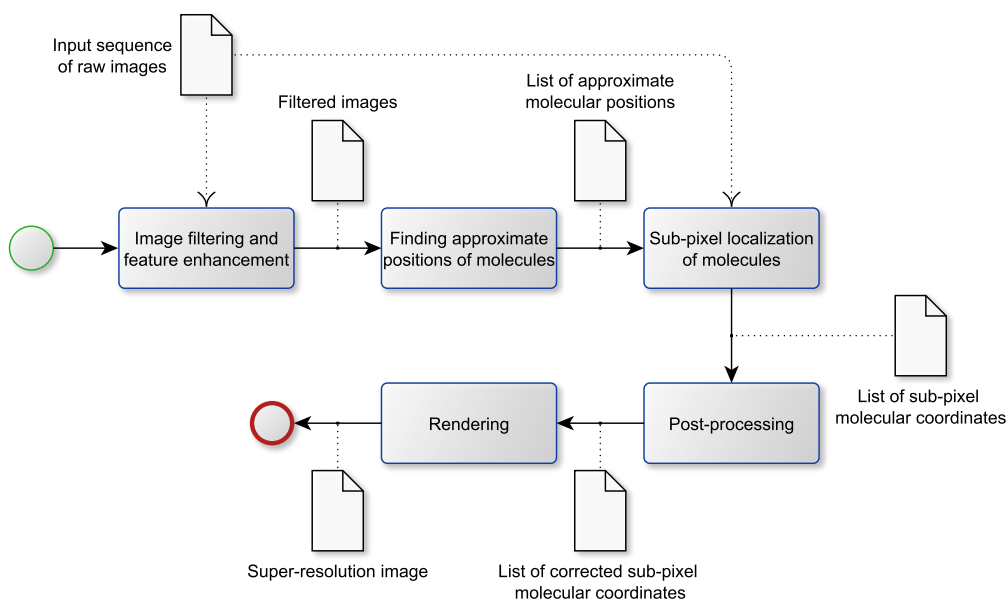 Input sequence
of raw images
Filtered images
List of approximate
molecular positions
Image filtering and
feature enhancement
Finding approximate
positions of molecules
Sub-pixel localization
of molecules
List of sub-pixel
molecular coordinates
Rendering
Post-processing
Super-resolution image
List of corrected sub-pixel
molecular coordinates